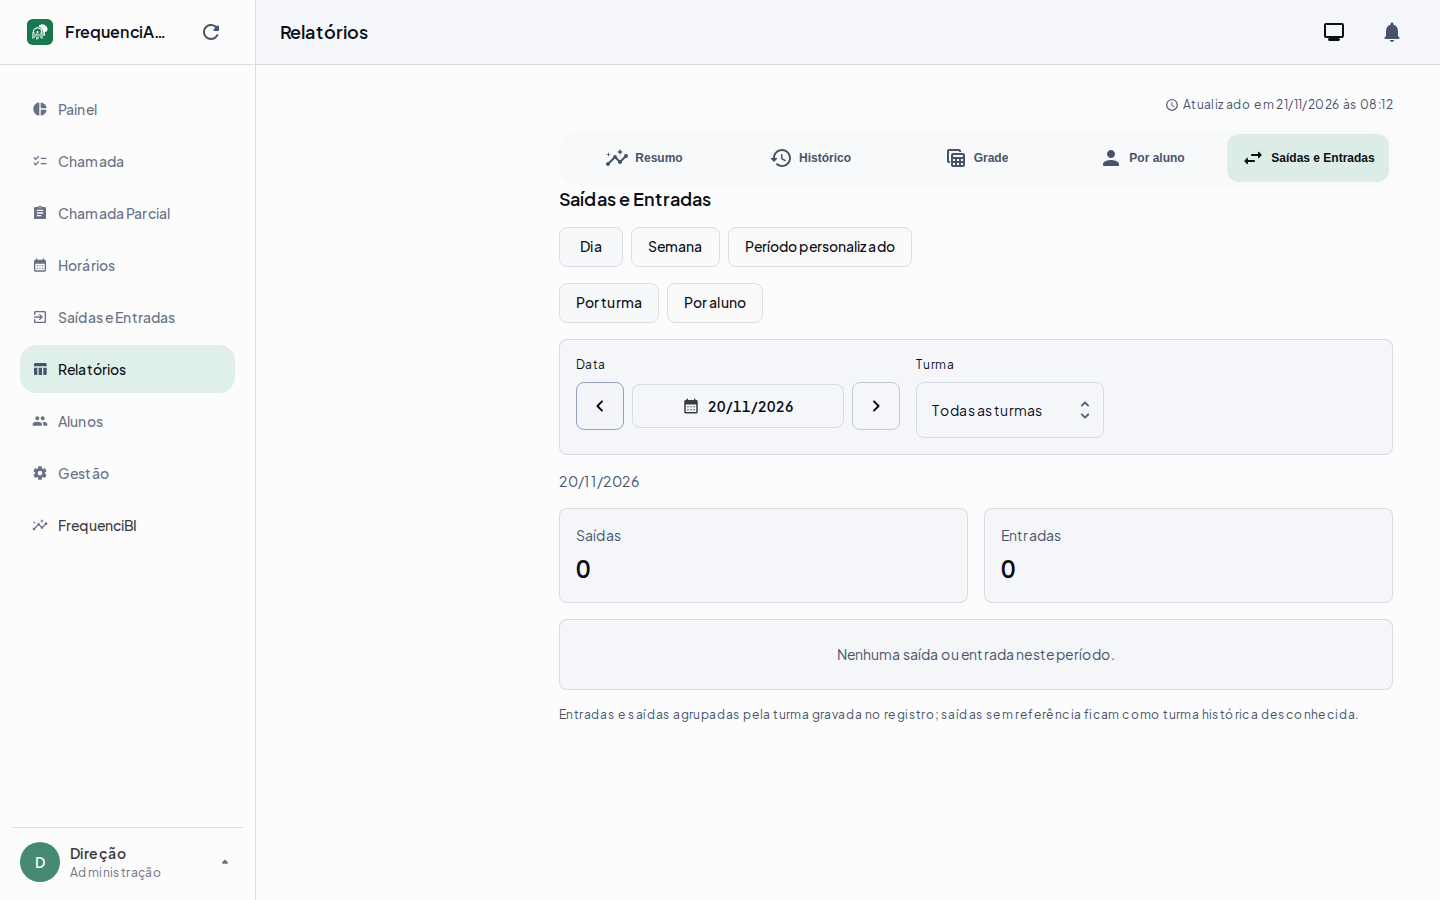 FrequenciA...
Relatórios
Painel
Chamada
Chamada Parcial
Horários
Saídas e Entradas
Relatórios
Alunos
Gestão
FrequenciBI
D
Direção
Administração
Atualizado em 21/11/2026 às 08:12
Resumo
Histórico
Grade
Por aluno
Saídas e Entradas
Saídas e Entradas
Dia
Semana
Período personalizado
Por turma
Por aluno
Data
Turma
20/11/2026
Todas as turmas
20/11/2026
Saídas
0
Entradas
0
Nenhuma saída ou entrada neste período.
Entradas e saídas agrupadas pela turma gravada no registro; saídas sem referência ficam como turma histórica desconhecida.